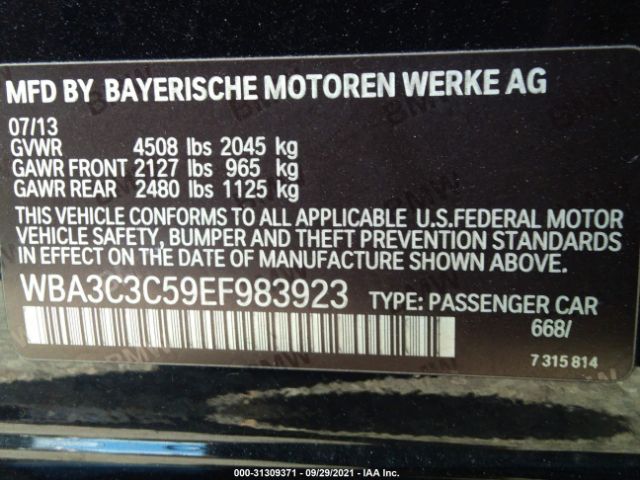 MFD BY BAYERISCHE MOTOREN WERKE AG
07/13
GVWR 4508 lbs 2045 kg
GAWR FRONT 2127 lbs 965 kg
GAWR REAR 2480 lbs 1125 kg
THIS VEHICLE CONFORMS TO ALL APPLICABLE U.S.FEDERAL MOTOR
VEHICLE SAFETY, BUMPER AND THEFT PREVENTION STANDARDS
IN EFFECT ON THE DATE OF MANUFACTURE SHOWN ABOVE.
WBA3C3C59EF983923 TYPE: PASSENGER CAR
668/
7 315 814
000-31309371 - 09/29/2021 - IAA Inc.